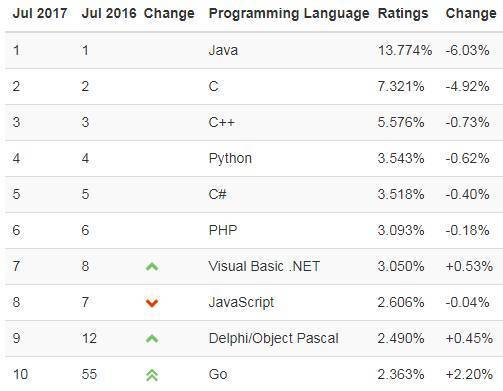 Jul 2017 Jul 2016 Change Programming Language Ratings Change
1 1 Java 13.774% -6.03%
2 2 C 7.321% -4.92%
3 3 C++ 5.576% -0.73%
4 4 Python 3.543% -0.62%
5 5 C# 3.518% -0.40%
6 6 PHP 3.093% -0.18%
7 8 Visual Basic .NET 3.050% +0.53%
8 7 JavaScript 2.606% -0.04%
9 12 Delphi/Object Pascal 2.490% +0.45%
10 55 Go 2.363% +2.20%